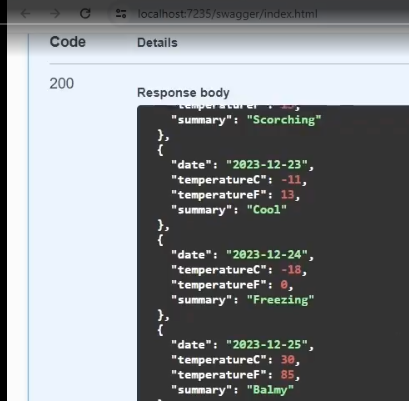 localhost:7235/swagger/index.html
Code Details
200
Response body
"temperatureF": 13,
"summary": "Scorching"
},
{
"date": "2023-12-23",
"temperatureC": -11,
"temperatureF": 13,
"summary": "Cool"
},
{
"date": "2023-12-24",
"temperatureC": -18,
"temperatureF": 0,
"summary": "Freezing"
},
{
"date": "2023-12-25",
"temperatureC": 30,
"temperatureF": 85,
"summary": "Balmy"